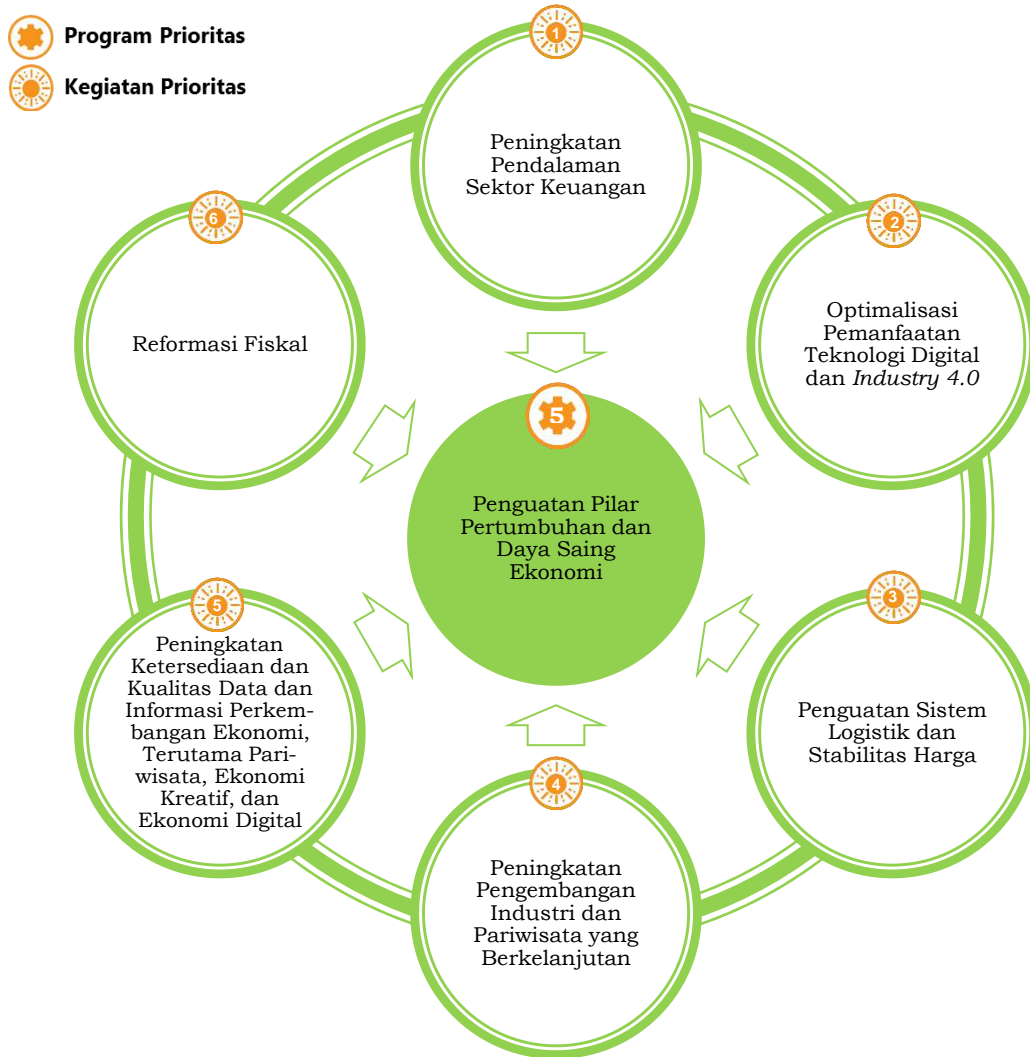 Program Prioritas
Kegiatan Prioritas
1
Peningkatan
Pendalaman
Sektor Keuangan
6
Reformasi Fiskal
2
Optimalisasi
Pemanfaatan
Teknologi Digital
dan Industry 4.0
5
Penguatan Pilar
Pertumbuhan dan
Daya Saing
Ekonomi
5
Peningkatan
Ketersediaan dan
Kualitas Data dan
Informasi Perkem-
bangan Ekonomi,
Terutama Pari-
wisata, Ekonomi
Kreatif, dan
Ekonomi Digital
3
Penguatan Sistem
Logistik dan
Stabilitas Harga
4
Peningkatan
Pengembangan
Industri dan
Pariwisata yang
Berkelanjutan